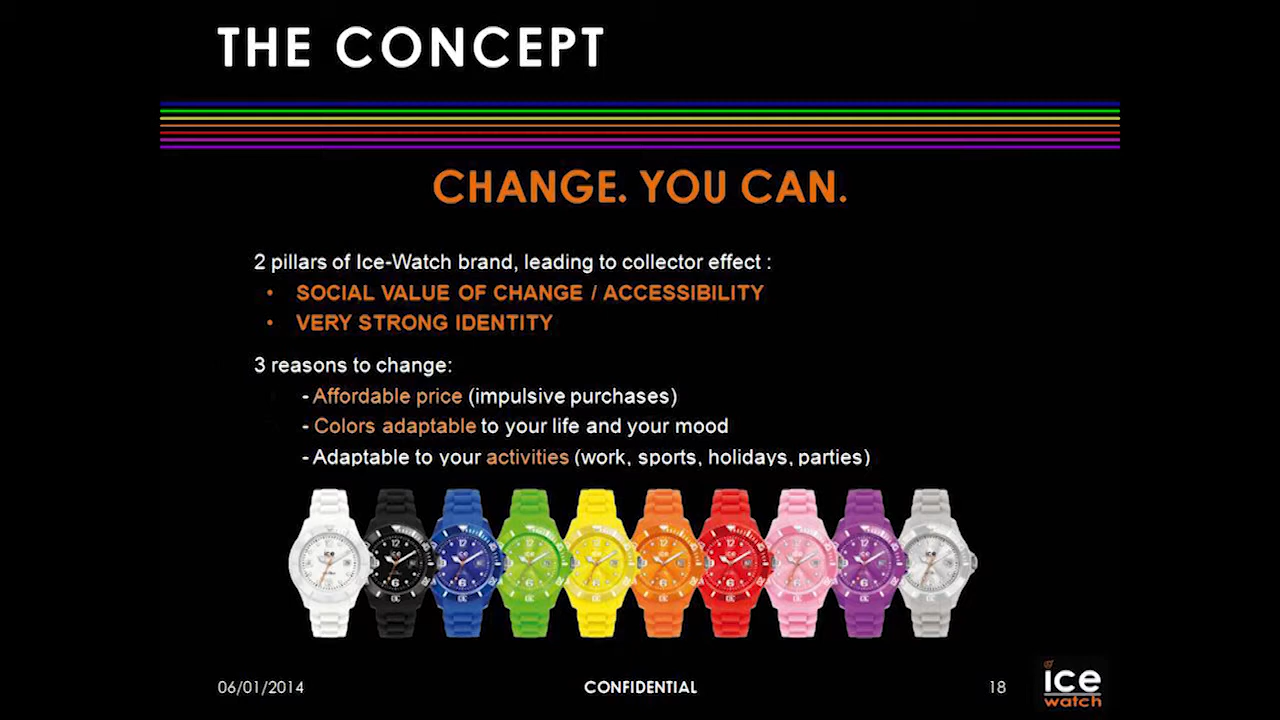 THE CONCEPT
CHANGE. YOU CAN.
2 pillars of Ice-Watch brand, leading to collector effect :
• SOCIAL VALUE OF CHANGE / ACCESSIBILITY
• VERY STRONG IDENTITY
3 reasons to change:
- Affordable price (impulsive purchases)
- Colors adaptable to your life and your mood
- Adaptable to your activities (work, sports, holidays, parties)
06/01/2014
CONFIDENTIAL
18
ice
watch